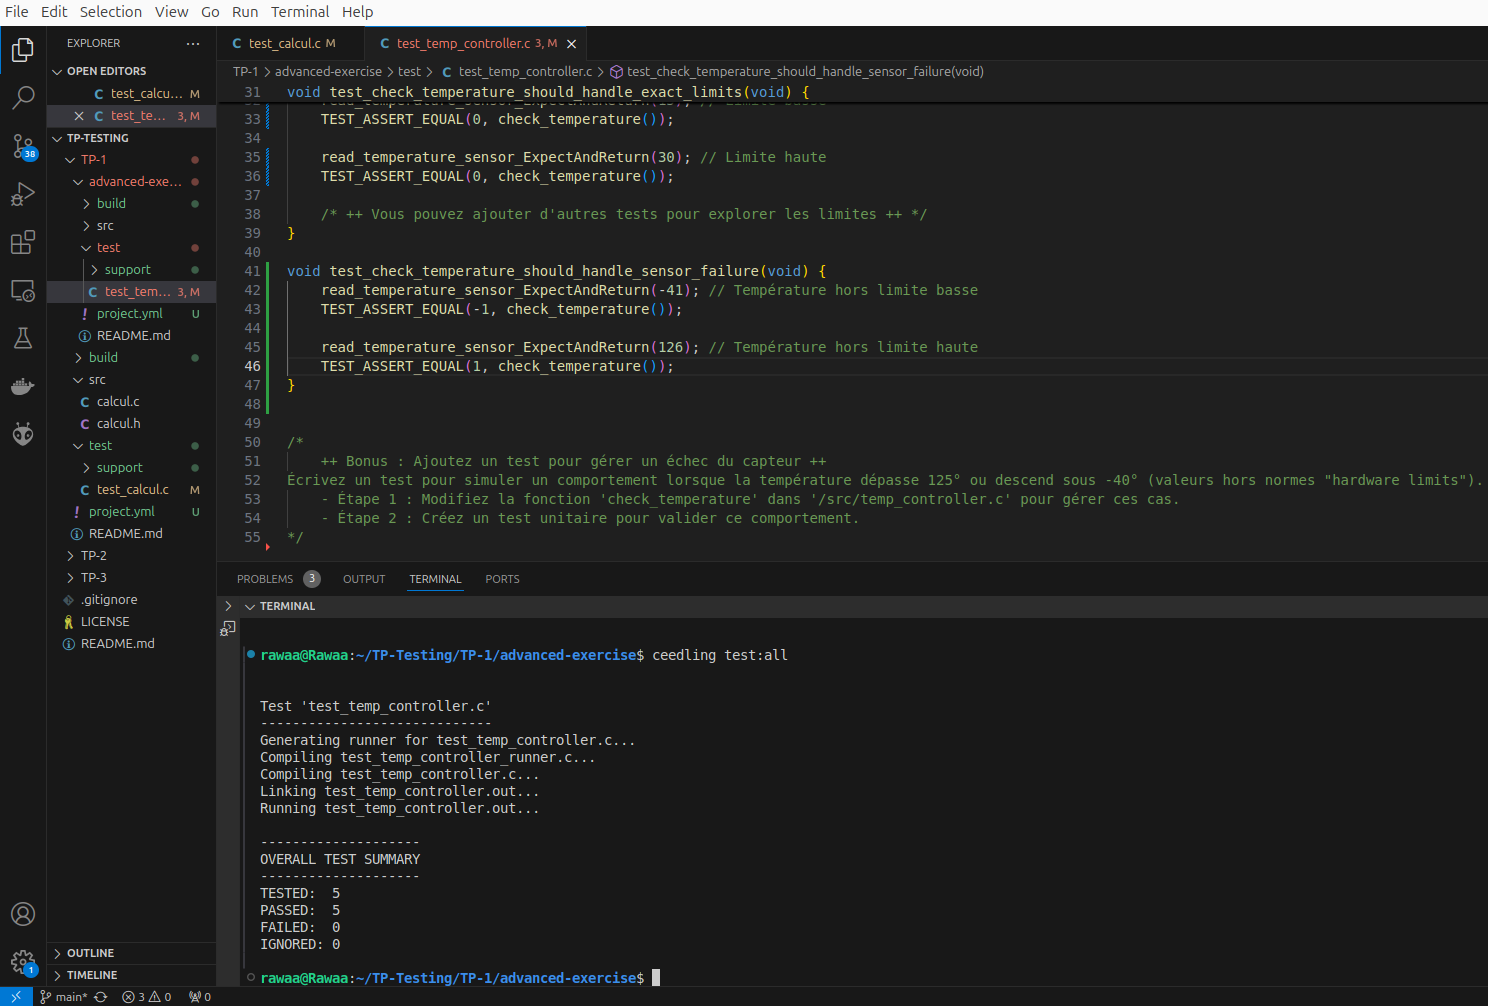 File Edit Selection View Go Run Terminal Help
EXPLORER ···
test_calcul.c M
test_temp_controller.c 3, M
OPEN EDITORS
test_calcu... M
test_te... 3, M
TP-TESTING
TP-1
advanced-exe...
build
src
test
support
test_tem... 3, M
project.yml U
README.md
build
src
calcul.c
calcul.h
test
support
test_calcul.c M
project.yml U
README.md
TP-2
TP-3
.gitignore
LICENSE
README.md
OUTLINE
TIMELINE
38
1
TP-1 > advanced-exercise > test > C test_temp_controller.c > test_check_temperature_should_handle_sensor_failure(void)
31 void test_check_temperature_should_handle_exact_limits(void) {
33 TEST_ASSERT_EQUAL(0, check_temperature());
34
35 read_temperature_sensor_ExpectAndReturn(30); // Limite haute
36 TEST_ASSERT_EQUAL(0, check_temperature());
37
38 /* ++ Vous pouvez ajouter d'autres tests pour explorer les limites ++ */
39 }
40
41 void test_check_temperature_should_handle_sensor_failure(void) {
42 read_temperature_sensor_ExpectAndReturn(-41); // Température hors limite basse
43 TEST_ASSERT_EQUAL(-1, check_temperature());
44
45 read_temperature_sensor_ExpectAndReturn(126); // Température hors limite haute
46 TEST_ASSERT_EQUAL(1, check_temperature());
47 }
48
49
50 /*
51 ++ Bonus : Ajoutez un test pour gérer un échec du capteur ++
52 Écrivez un test pour simuler un comportement lorsque la température dépasse 125° ou descend sous -40° (valeurs hors normes "hardware limits").
53 - Étape 1 : Modifiez la fonction 'check_temperature' dans '/src/temp_controller.c' pour gérer ces cas.
54 - Étape 2 : Créez un test unitaire pour valider ce comportement.
55 */
PROBLEMS 3 OUTPUT TERMINAL PORTS
TERMINAL
rawaa@Rawaa:~/TP-Testing/TP-1/advanced-exercise$ ceedling test:all
Test 'test_temp_controller.c'
-----------------------------
Generating runner for test_temp_controller.c...
Compiling test_temp_controller_runner.c...
Compiling test_temp_controller.c...
Linking test_temp_controller.out...
Running test_temp_controller.out...
--------------------
OVERALL TEST SUMMARY
--------------------
TESTED: 5
PASSED: 5
FAILED: 0
IGNORED: 0
rawaa@Rawaa:~/TP-Testing/TP-1/advanced-exercise$
main* 3 0 0